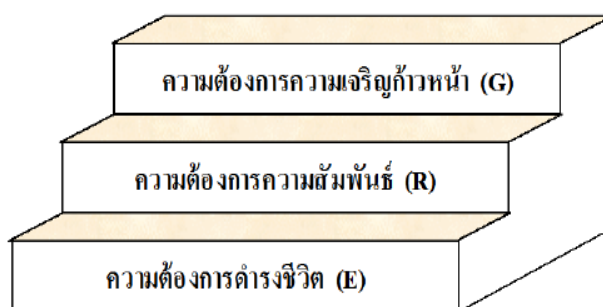 ความต้องการความเจริญก้าวหน้า (G)
ความต้องการความสัมพันธ์ (R)
ความต้องการดำรงชีวิต (E)